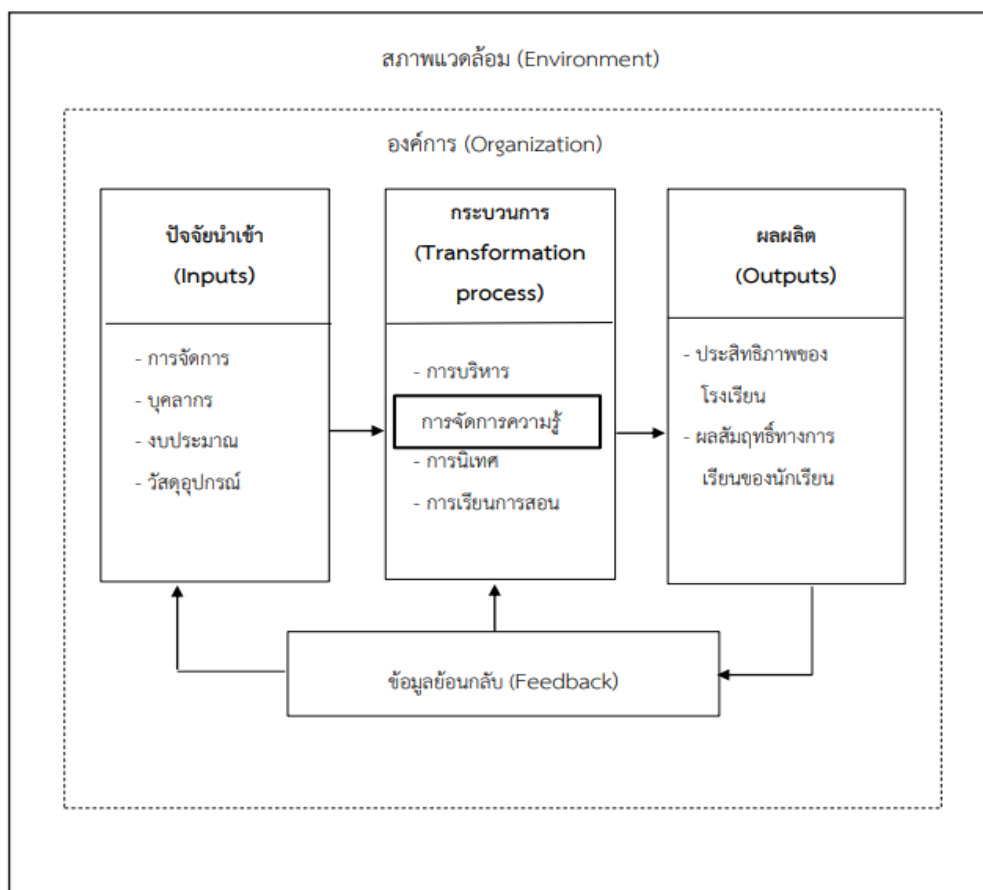 สภาพแวดล้อม (Environment)
องค์การ (Organization)
ปัจจัยนำเข้า
(Inputs)
- การจัดการ
- บุคลากร
- งบประมาณ
- วัสดุอุปกรณ์
กระบวนการ
(Transformation
process)
- การบริหาร
การจัดการความรู้
- การนิเทศ
- การเรียนการสอน
ผลผลิต
(Outputs)
- ประสิทธิภาพของ
โรงเรียน
- ผลสัมฤทธิ์ทางการ
เรียนของนักเรียน
ข้อมูลย้อนกลับ (Feedback)